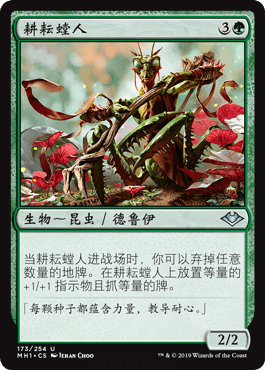 耕耘螳人 3
生物～昆虫／德鲁伊
当耕耘螳人进战场时，你可以弃掉任意
数量的地牌。在耕耘螳人上放置等量的
+1/+1 指示物且抓等量的牌。
「每颗种子都蕴含力量，教导耐心。」
2/2
173/254 U
MH1•CS JEHAN CHOO
™ & © 2019 Wizards of the Coast